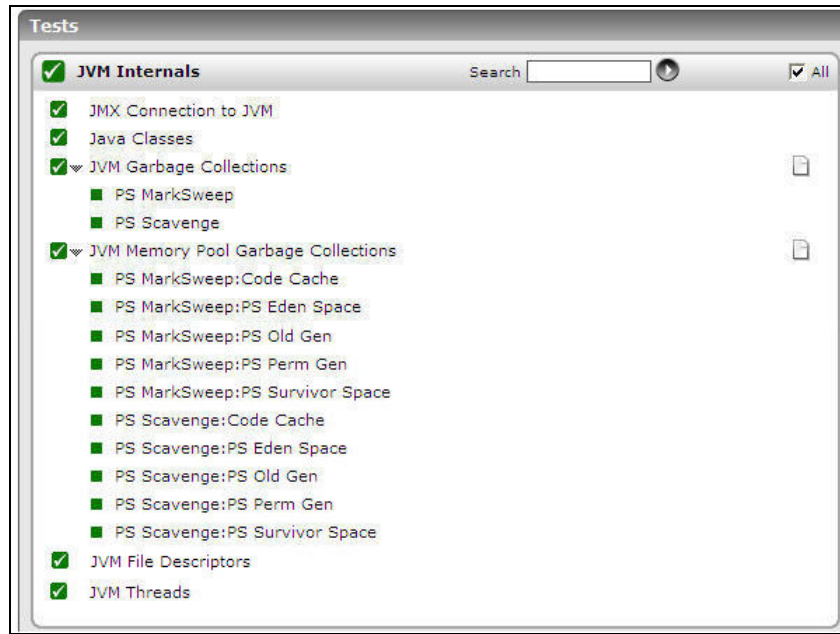 Tests
JVM Internals Search All
JMX Connection to JVM
Java Classes
JVM Garbage Collections
PS MarkSweep
PS Scavenge
JVM Memory Pool Garbage Collections
PS MarkSweep:Code Cache
PS MarkSweep:PS Eden Space
PS MarkSweep:PS Old Gen
PS MarkSweep:PS Perm Gen
PS MarkSweep:PS Survivor Space
PS Scavenge:Code Cache
PS Scavenge:PS Eden Space
PS Scavenge:PS Old Gen
PS Scavenge:PS Perm Gen
PS Scavenge:PS Survivor Space
JVM File Descriptors
JVM Threads